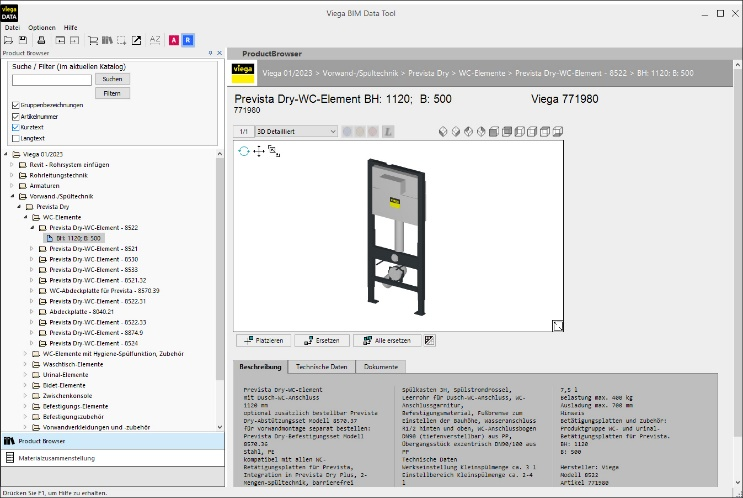 viega
DATA
Viega BIM Data Tool
Datei Optionen Hilfe
A R
Product Browser
Suche / Filter (im aktuellen Katalog)
Suchen
Filtern
Gruppenbezeichnungen
Artikelnummer
Kurztext
Langtext
Viega 01/2023
Revit - Rohrsystem einfügen
Rohrleitungstechnik
Armaturen
Vorwand-/Spültechnik
Prevista Dry
WC-Elemente
Prevista Dry-WC-Element - 8522
BH: 1120; B: 500
Prevista Dry-WC-Element - 8521
Prevista Dry-WC-Element - 8530
Prevista Dry-WC-Element - 8533
Prevista Dry-WC-Element - 8521.32
WC-Abdeckplatte für Prevista - 8570.39
Prevista Dry-WC-Element - 8522.31
Abdeckplatte - 8040.21
Prevista Dry-WC-Element - 8522.33
Prevista Dry-WC-Element - 8874.9
Prevista Dry-WC-Element - 8524
WC-Elemente mit Hygiene-Spülfunktion, Zubehör
Waschtisch-Elemente
Urinal-Elemente
Bidet-Elemente
Zwischenkonsole
Befestigungs-Elemente
Befestigungszubehör
Vorwandverkleidungen und -zubehör
Product Browser
Materialzusammenstellung
Drücken Sie F1, um Hilfe zu erhalten.
ProductBrowser
viega
Viega 01/2023 > Vorwand-/Spültechnik > Prevista Dry > WC-Elemente > Prevista Dry-WC-Element - 8522 > BH: 1120; B: 500
Prevista Dry-WC-Element BH: 1120; B: 500 Viega 771980
771980
1/1 3D Detailliert L
Platzieren Ersetzen Alle ersetzen
Beschreibung Technische Daten Dokumente
Prevista Dry-WC-Element
mit Dusch-WC-Anschluss
1120 mm
optional zusätzlich bestellbar Prevista
Dry-Abstützungsset Modell 8570.37
für Vorwandmontage separat bestellen:
Prevista Dry-Befestigungsset Modell
8570.36
Stahl, PE
kompatibel mit allen WC-
Betätigungsplatten für Prevista,
Integration in Prevista Dry Plus, 2-
Mengen-Spültechnik, barrierefrei
Spülkasten 3H, Spülstromdrossel,
Leerrohr für Dusch-WC-Anschluss, WC-
Anschlussgarnitur,
Befestigungsmaterial, Fußbremse zum
Einstellen der Bauhöhe, Wasseranschluss
R1/2 hinten und oben, WC-Anschlussbogen
DN90 (tiefenverstellbar) aus PP,
Übergangsstück exzentrisch DN90/100 aus
PP
Technische Daten
Werkseinstellung Kleinspülmenge ca. 3 l
Einstellbereich Kleinspülmenge ca. 2-4
l
7,5 l
Belastung max. 400 kg
Ausladung max. 700 mm
Hinweis
Betätigungsplatten und Zubehör:
Produktgruppe WC- und Urinal-
Betätigungsplatten für Prevista.
BH: 1120
B: 500
Hersteller: Viega
Modell 8522
Artikel 771980